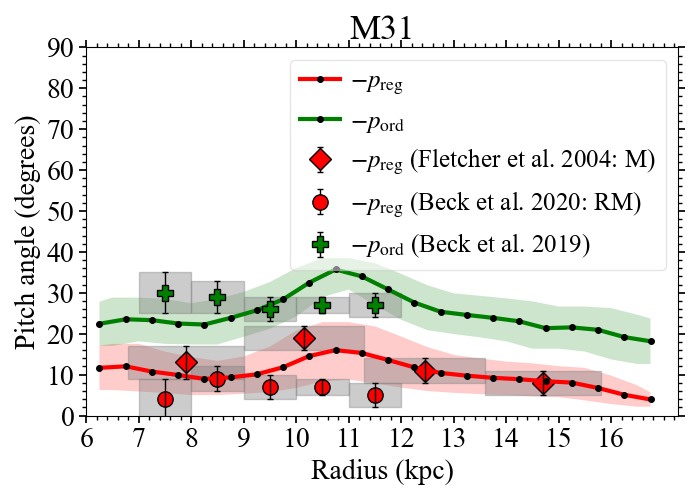 M31
Pitch angle (degrees)
90
80
70
60
50
40
30
20
10
0
−p_reg
−p_ord
−p_reg (Fletcher et al. 2004: M)
−p_reg (Beck et al. 2020: RM)
−p_ord (Beck et al. 2019)
6 7 8 9 10 11 12 13 14 15 16
Radius (kpc)